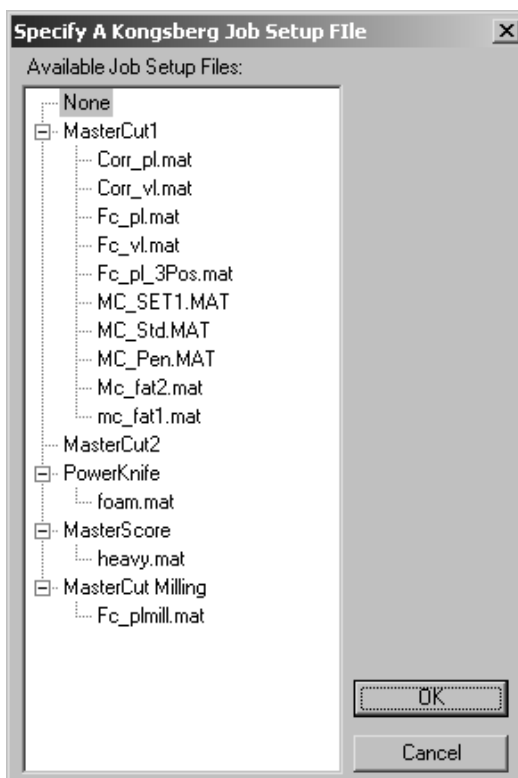 Specify A Kongsberg Job Setup FIle
Available Job Setup Files:
None
MasterCut1
Corr_pl.mat
Corr_vl.mat
Fc_pl.mat
Fc_vl.mat
Fc_pl_3Pos.mat
MC_SET1.MAT
MC_Std.MAT
MC_Pen.MAT
Mc_fat2.mat
mc_fat1.mat
MasterCut2
PowerKnife
foam.mat
MasterScore
heavy.mat
MasterCut Milling
Fc_plmill.mat
OK
Cancel